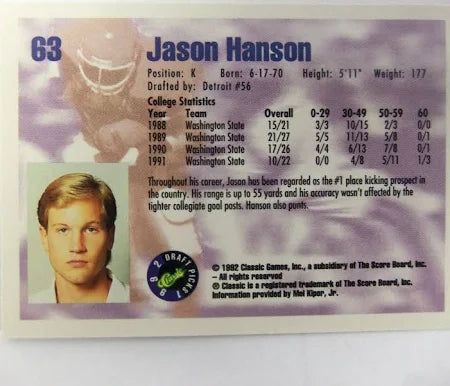 63 Jason Hanson
Position: K Born: 6-17-70 Height: 5'11" Weight: 177
Drafted by: Detroit #56
College Statistics
Year Team Overall 0-29 30-49 50-59 60
1988 Washington State 15/21 3/3 10/15 2/3 0/0
1989 Washington State 21/27 5/5 11/13 5/8 0/1
1990 Washington State 17/26 4/4 6/13 7/8 0/1
1991 Washington State 10/22 0/0 4/8 5/11 1/3
Throughout his career, Jason has been regarded as the #1 place kicking prospect in
the country. His range is up to 55 yards and his accuracy wasn't affected by the
tighter collegiate goal posts. Hanson also punts.
1992 DRAFT PICKS
Classic
© 1992 Classic Games, Inc., a subsidiary of The Score Board, Inc.
- All rights reserved
® Classic is a registered trademark of The Score Board, Inc.
Information provided by Mel Kiper, Jr.